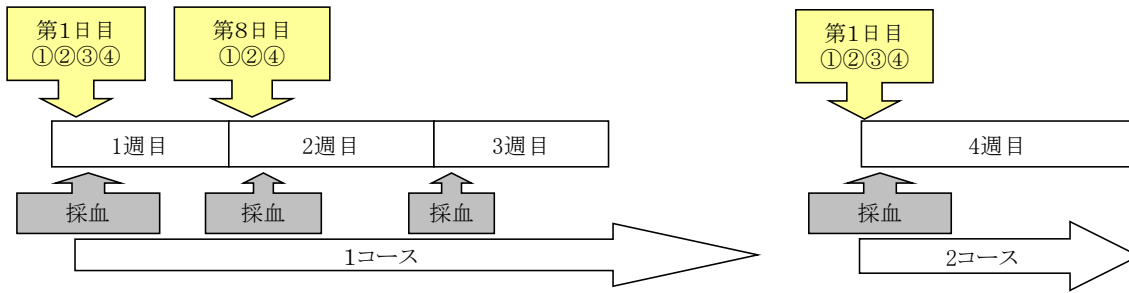 第1日目
①②③④
第8日目
①②④
第1日目
①②③④
1週目
2週目
3週目
4週目
採血
採血
採血
採血
1コース
2コース